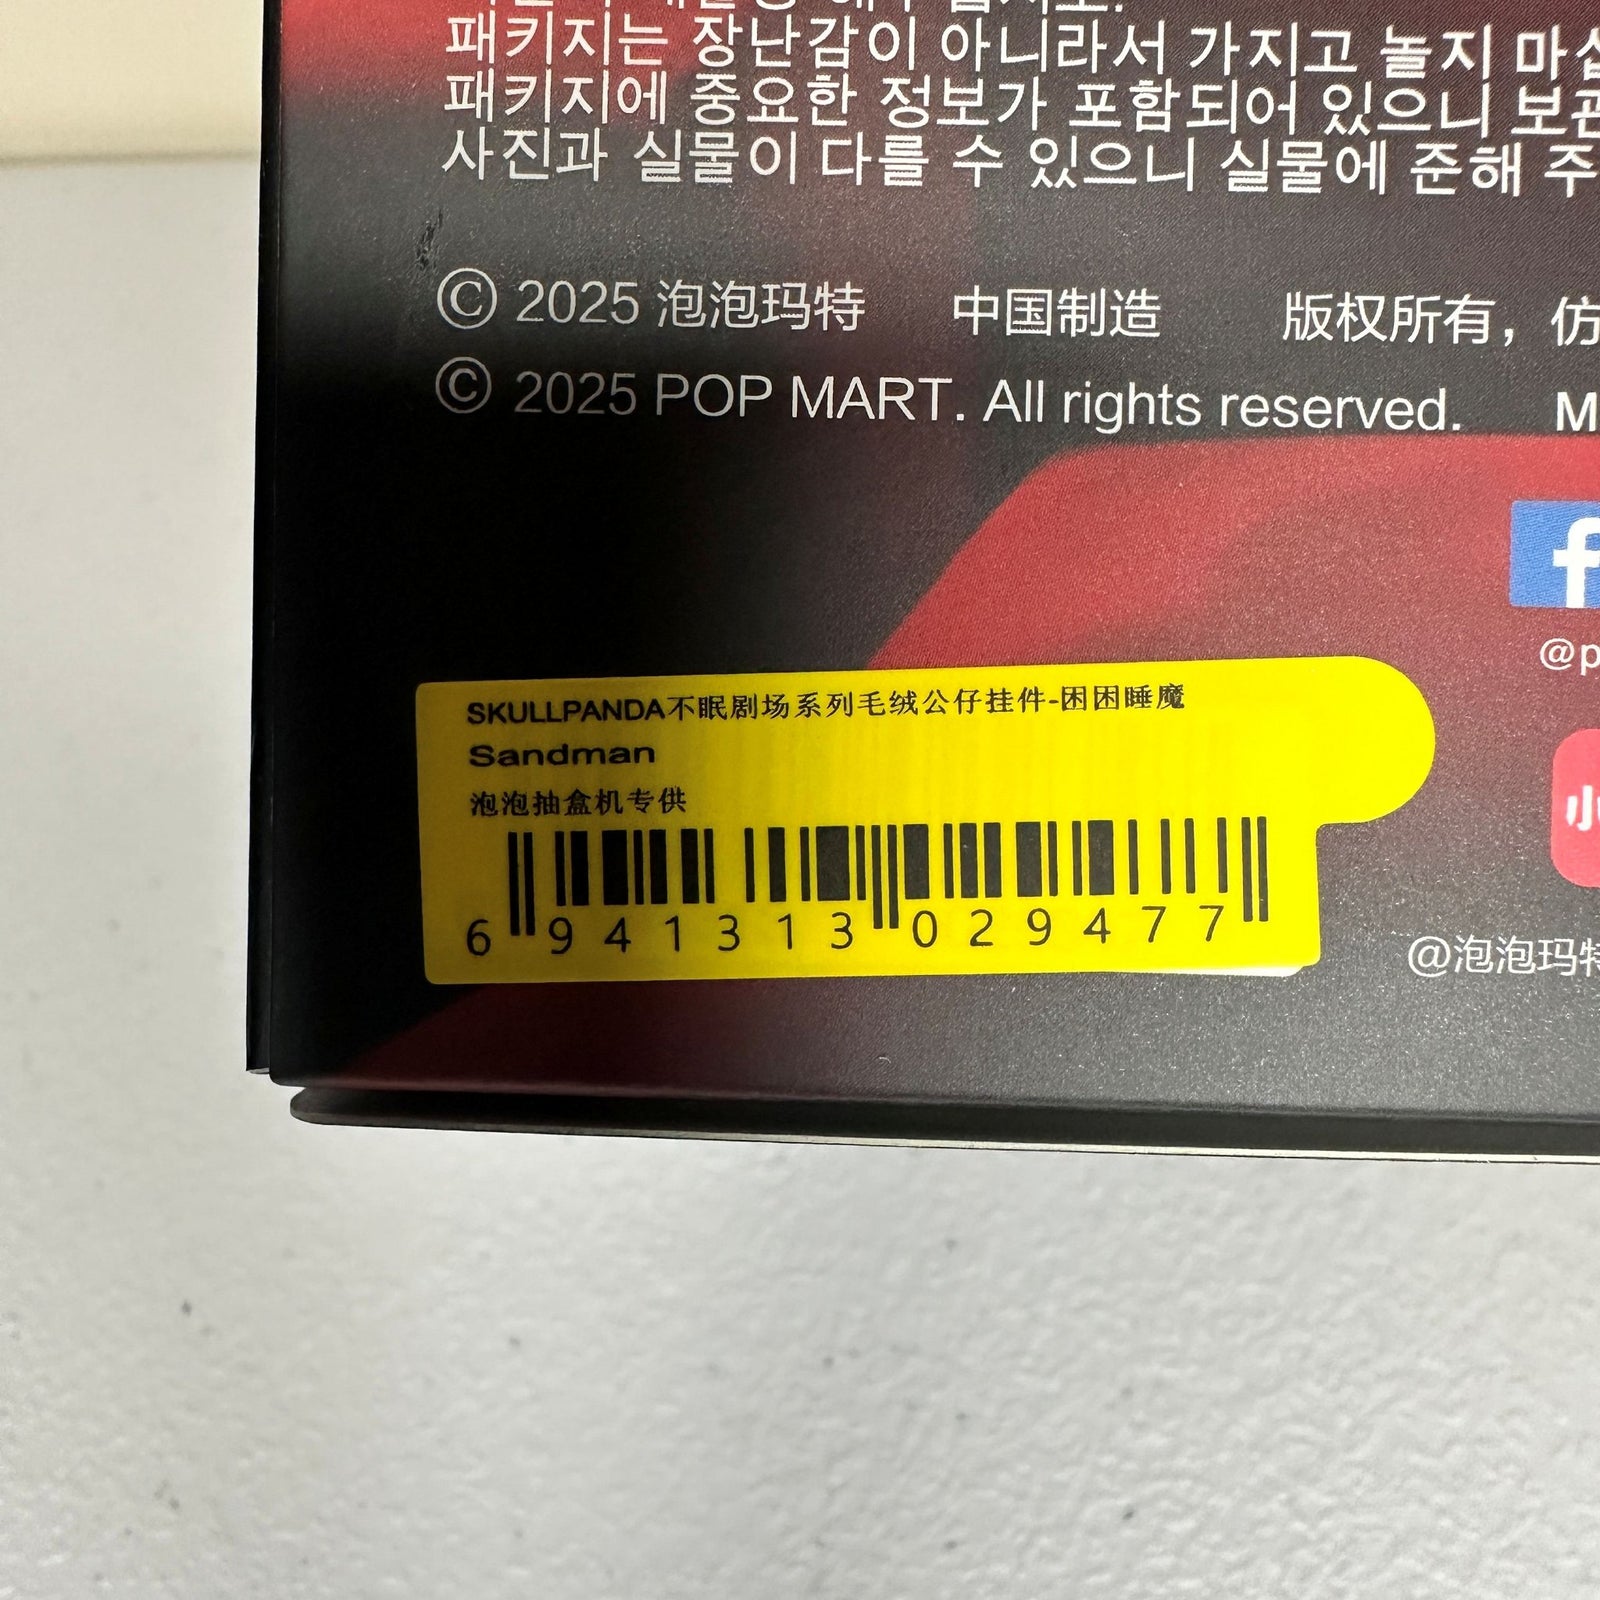 패키지는 장난감이 아니라서 가지고 놀지
패키지에 중요한 정보가 포함되어 있으니
사진과 실물이 다를 수 있으니 실물에 준해
© 2025 泡泡玛特 中国制造 版权所有，
© 2025 POP MART. All rights reserved.
f
SKULLPANDA不眠剧场系列毛绒公仔挂件-困困睡魔
Sandman
泡泡抽盒机专供
6 941313 029477
@泡泡玛特